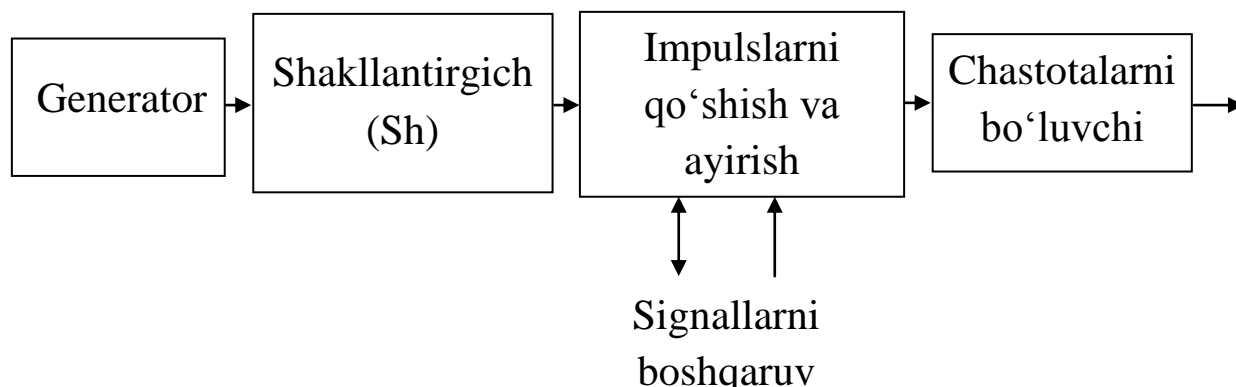 Generator
Shakllantirgich
(Sh)
Impulslarni
qo‘shish va
ayirish
Chastotalarni
bo‘luvchi
Signallarni
boshqaruv